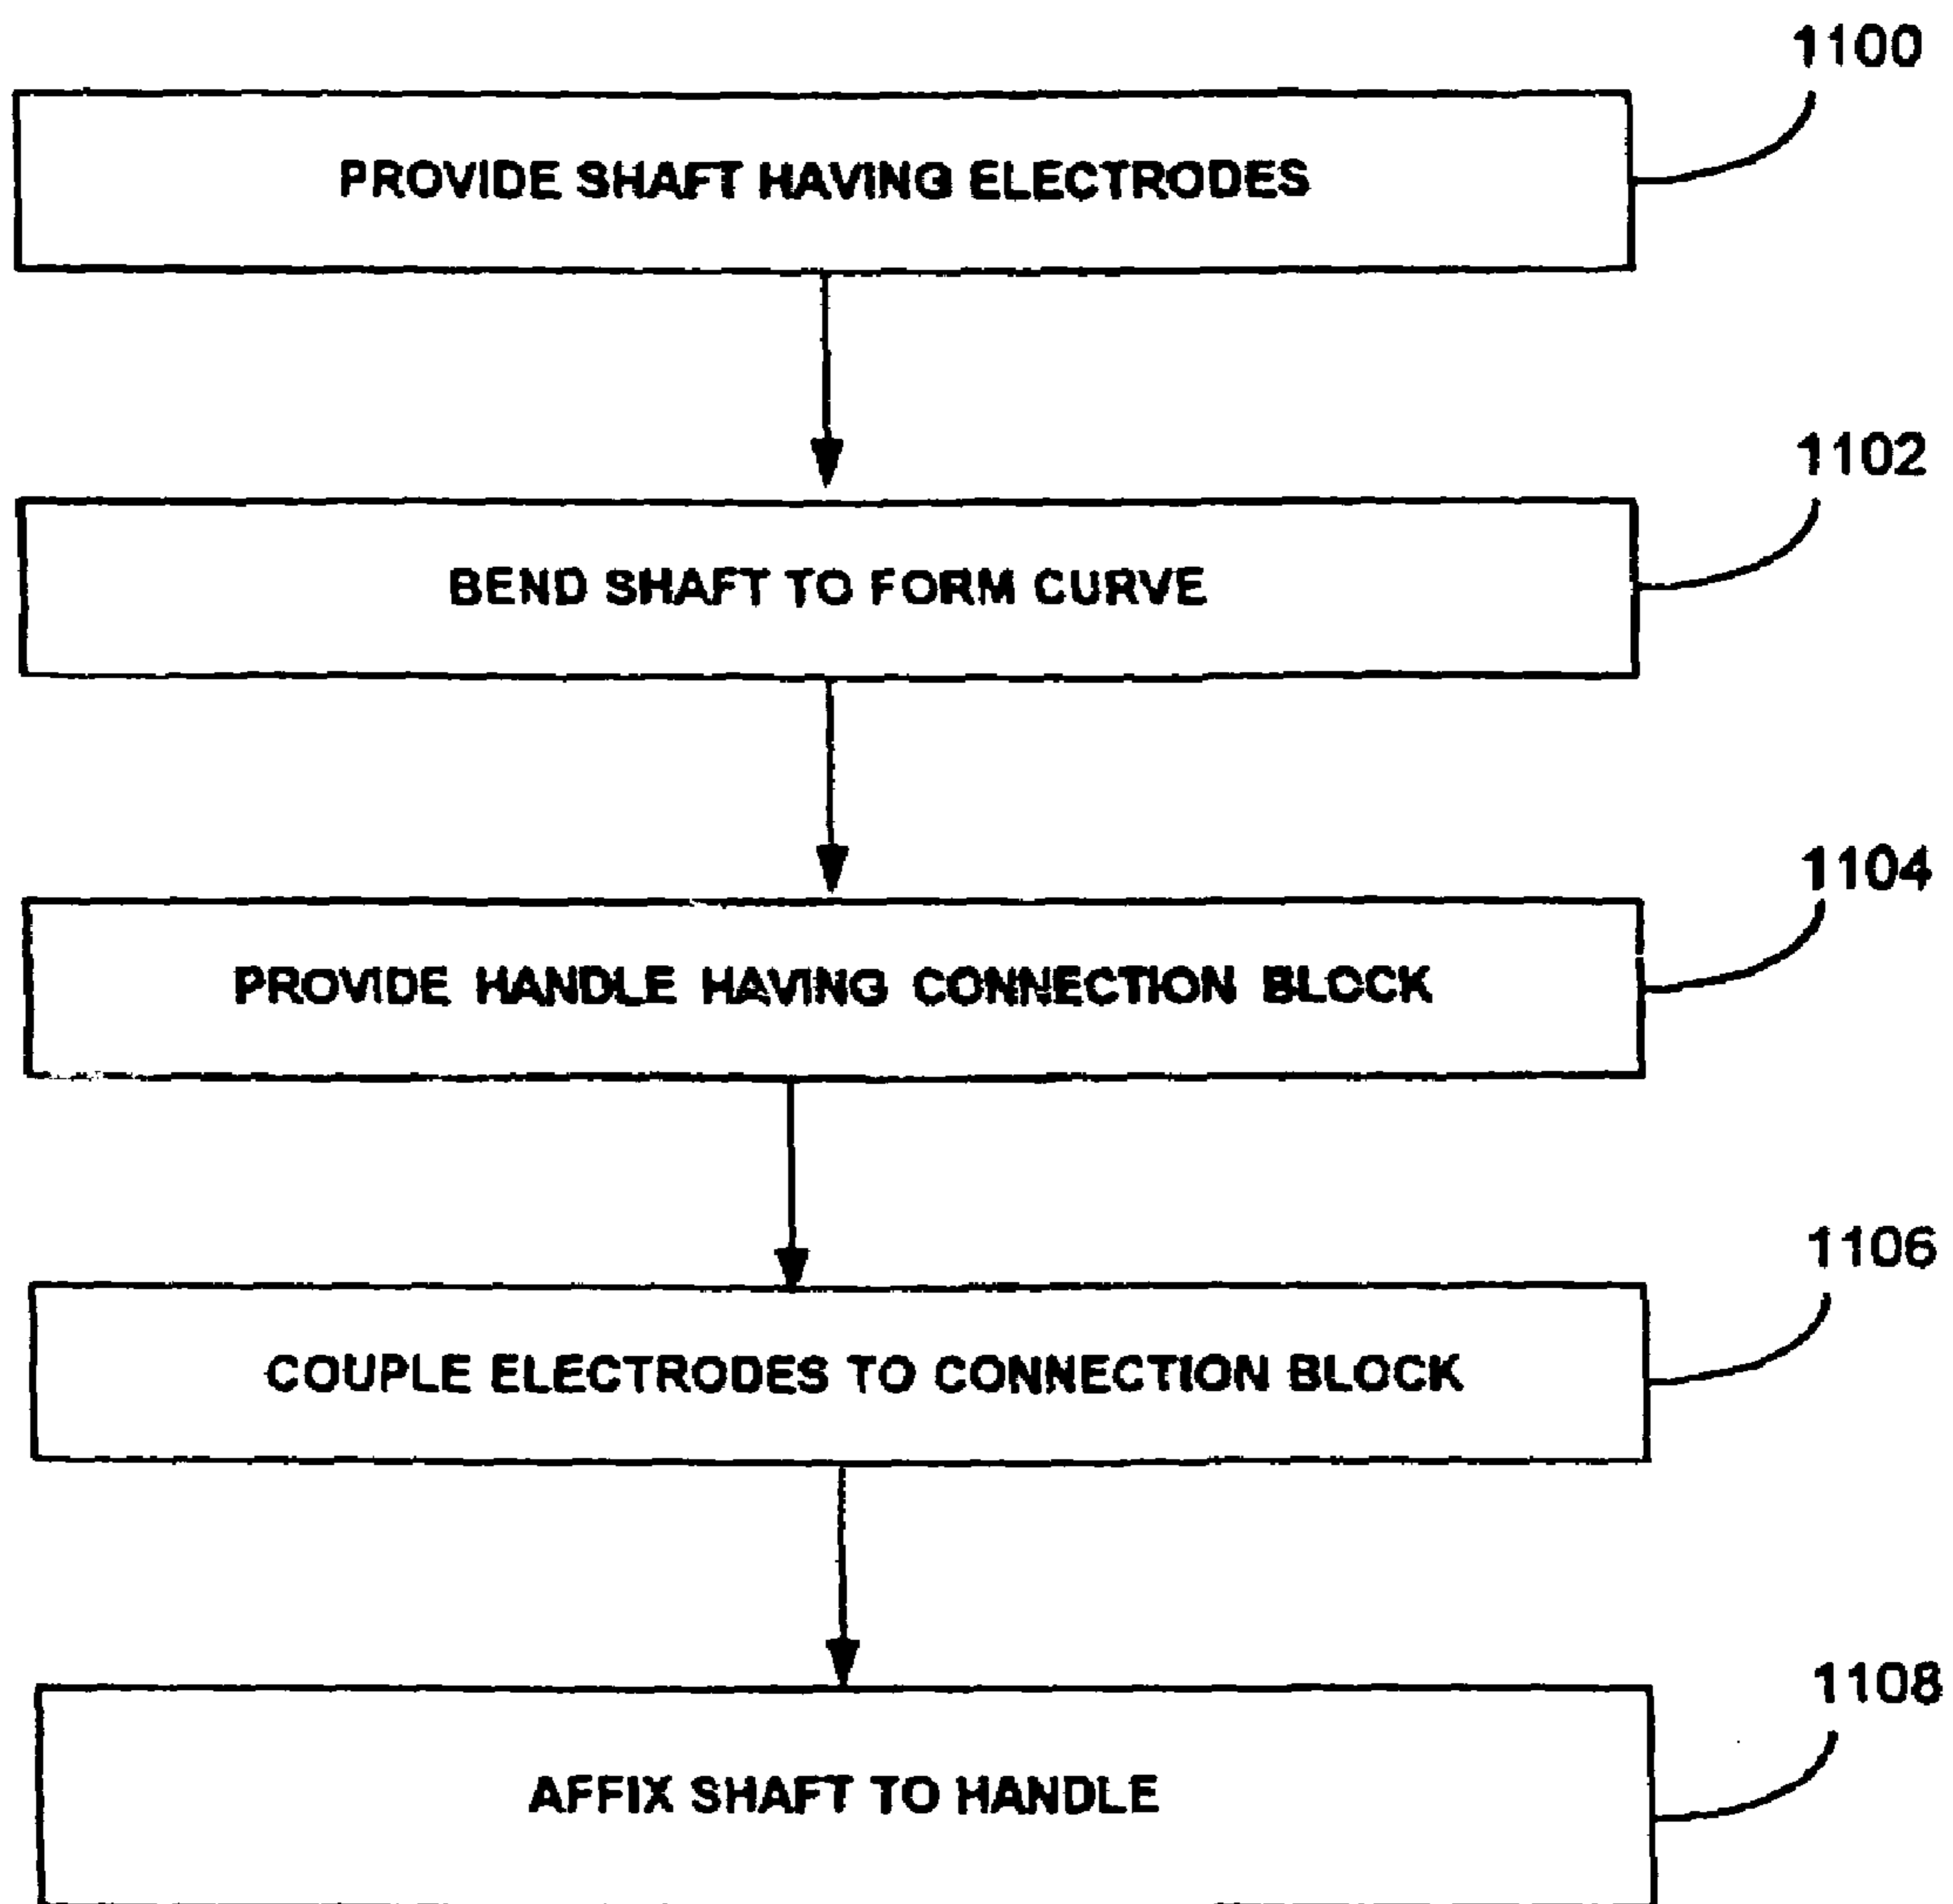 1100
PROVIDE SHAFT HAVING ELECTRODES
1102
BEND SHAFT TO FORM CURVE
1104
PROVIDE HANDLE HAVING CONNECTION BLOCK
1106
COUPLE ELECTRODES TO CONNECTION BLOCK
1108
AFFIX SHAFT TO HANDLE